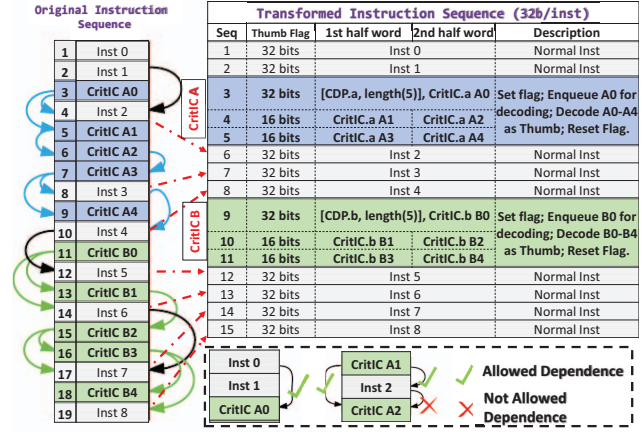 Original Instruction
Sequence
1 Inst 0
2 Inst 1
3 CritIC A0
4 Inst 2
5 CritIC A1
6 CritIC A2
7 CritIC A3
8 Inst 3
9 CritIC A4
10 Inst 4
11 CritIC B0
12 Inst 5
13 CritIC B1
14 Inst 6
15 CritIC B2
16 CritIC B3
17 Inst 7
18 CritIC B4
19 Inst 8
CritIC A
CritIC B
Transformed Instruction Sequence (32b/inst)
Seq Thumb Flag 1st half word 2nd half word Description
1 32 bits Inst 0 Normal Inst
2 32 bits Inst 1 Normal Inst
3 32 bits [CDP.a, length(5)], CritIC.a A0 Set flag; Enqueue A0 for
4 16 bits CritIC.a A1 CritIC.a A2 decoding; Decode A0-A4
5 16 bits CritIC.a A3 CritIC.a A4 as Thumb; Reset Flag.
6 32 bits Inst 2 Normal Inst
7 32 bits Inst 3 Normal Inst
8 32 bits Inst 4 Normal Inst
9 32 bits [CDP.b, length(5)], CritIC.b B0 Set flag; Enqueue B0 for
10 16 bits CritIC.b B1 CritIC.b B2 decoding; Decode B0-B4
11 16 bits CritIC.b B3 CritIC.b B4 as Thumb; Reset Flag.
12 32 bits Inst 5 Normal Inst
13 32 bits Inst 6 Normal Inst
14 32 bits Inst 7 Normal Inst
15 32 bits Inst 8 Normal Inst
Inst 0
Inst 1
CritIC A0
CritIC A1
Inst 2
CritIC A2
Allowed Dependence
Not Allowed
Dependence